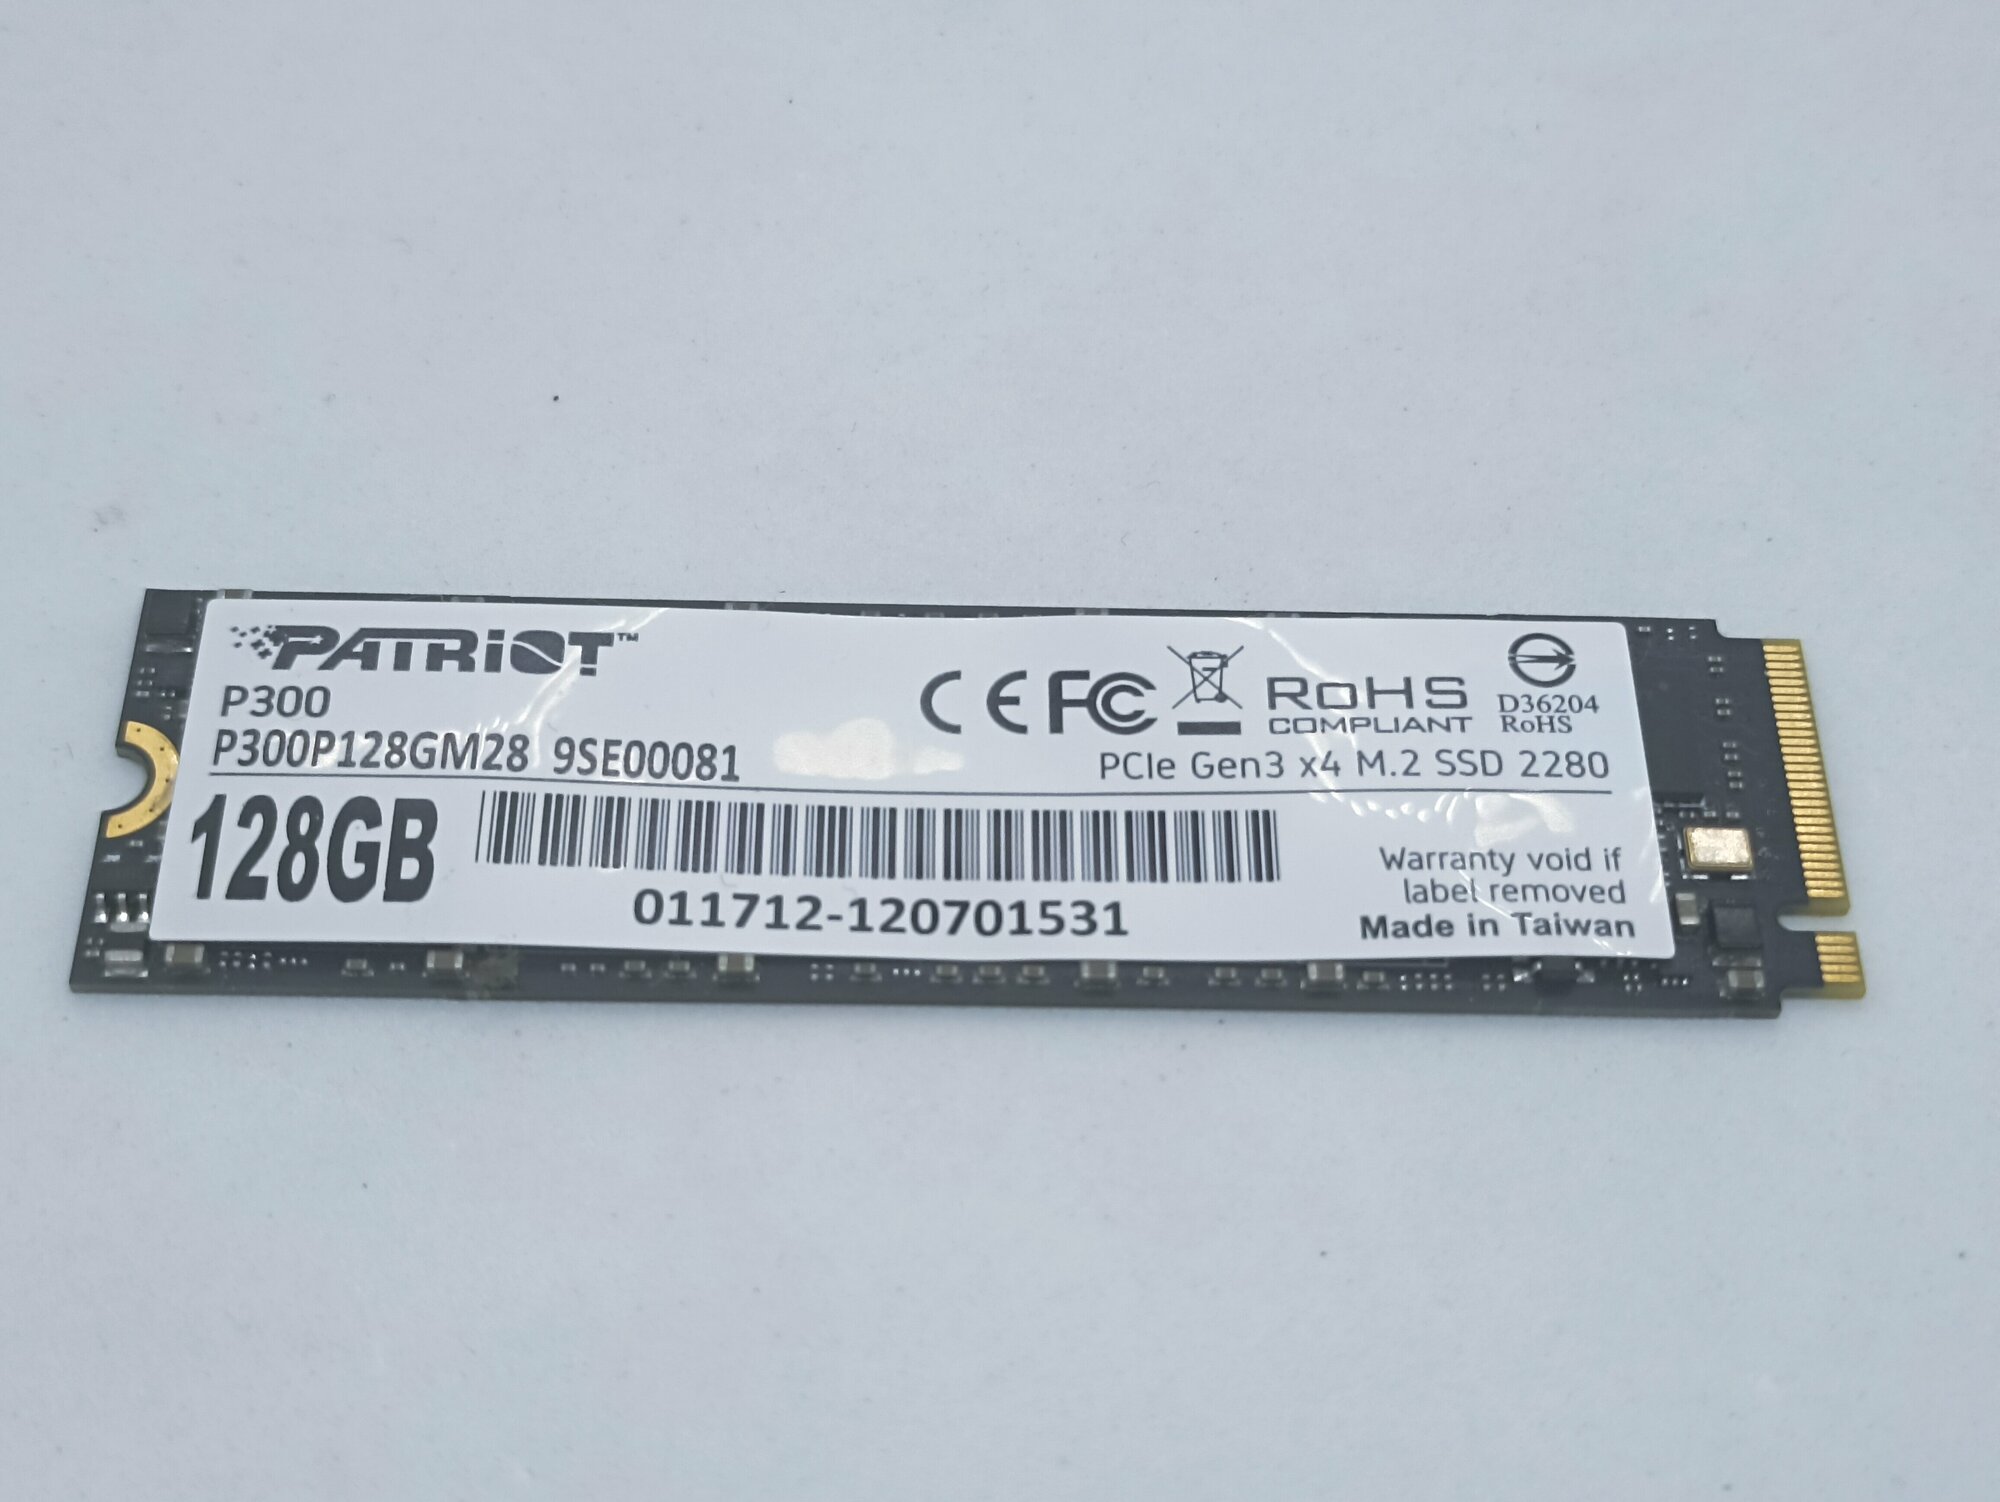 PATRiOT™
P300
P300P128GM28 9SE00081
CE FC RoHS COMPLIANT
D36204
RoHS
PCIe Gen3 x4 M.2 SSD 2280
128GB
011712-120701531
Warranty void if
label removed
Made in Taiwan